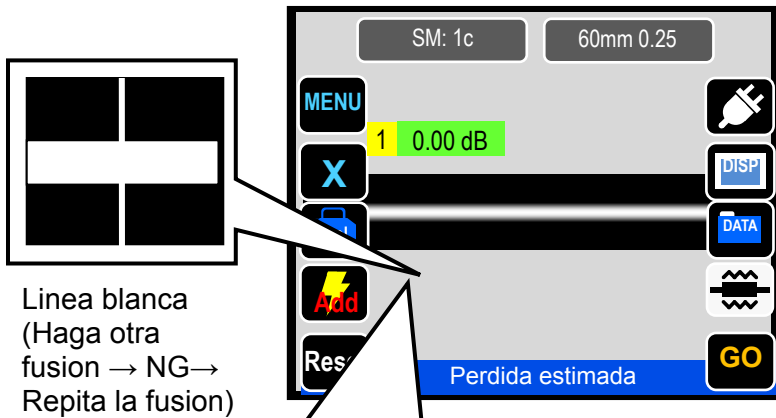 SM: 1c
60mm 0.25
MENU
1 0.00 dB
X
DISP
DATA
Add
GO
Perdida estimada
Linea blanca
(Haga otra
fusion → NG→
Repita la fusion)